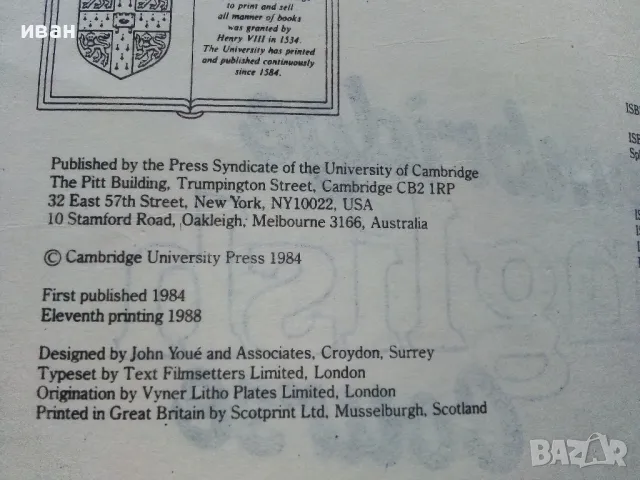 иван
to print and sell
all manner of books
was granted by
Henry VIII in 1534.
The University has printed
and published continuously
since 1584.
Published by the Press Syndicate of the University of Cambridge
The Pitt Building, Trumpington Street, Cambridge CB2 1RP
32 East 57th Street, New York, NY10022, USA
10 Stamford Road, Oakleigh, Melbourne 3166, Australia
© Cambridge University Press 1984
First published 1984
Eleventh printing 1988
Designed by John Youé and Associates, Croydon, Surrey
Typeset by Text Filmsetters Limited, London
Origination by Vyner Litho Plates Limited, London
Printed in Great Britain by Scotprint Ltd, Musselburgh, Scotland
BAZAR